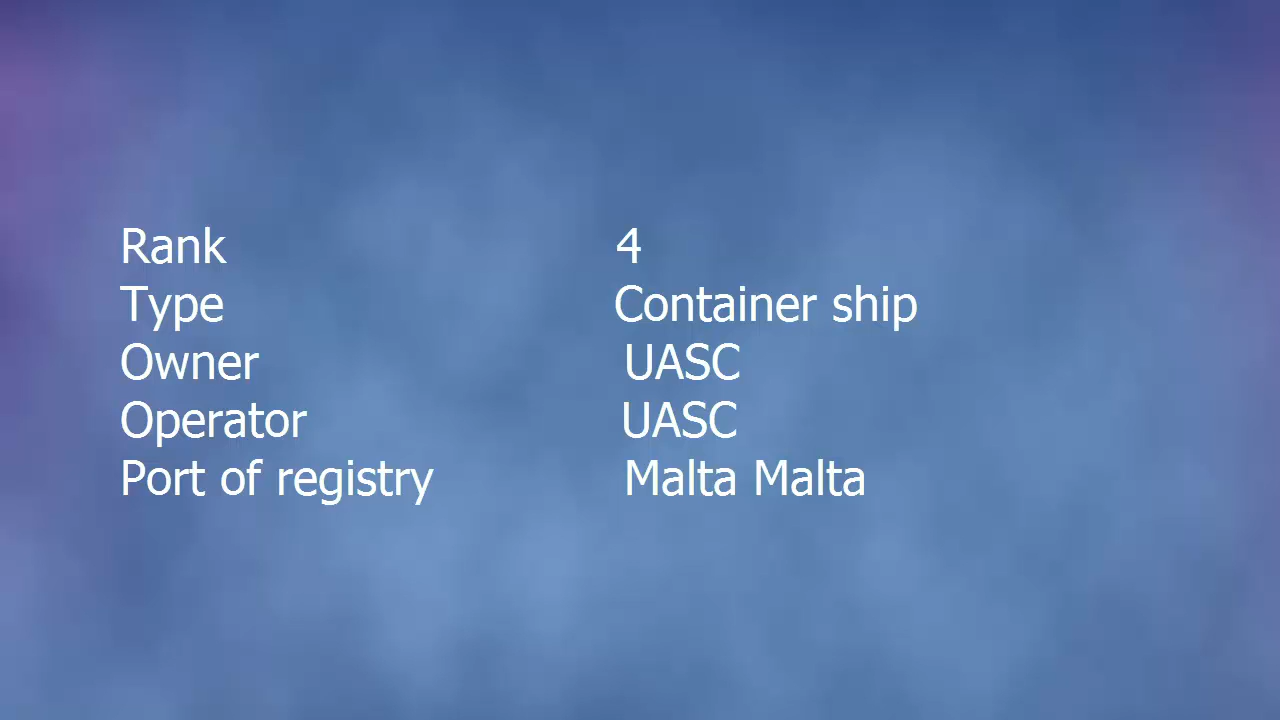 Rank 4
Type Container ship
Owner UASC
Operator UASC
Port of registry Malta Malta